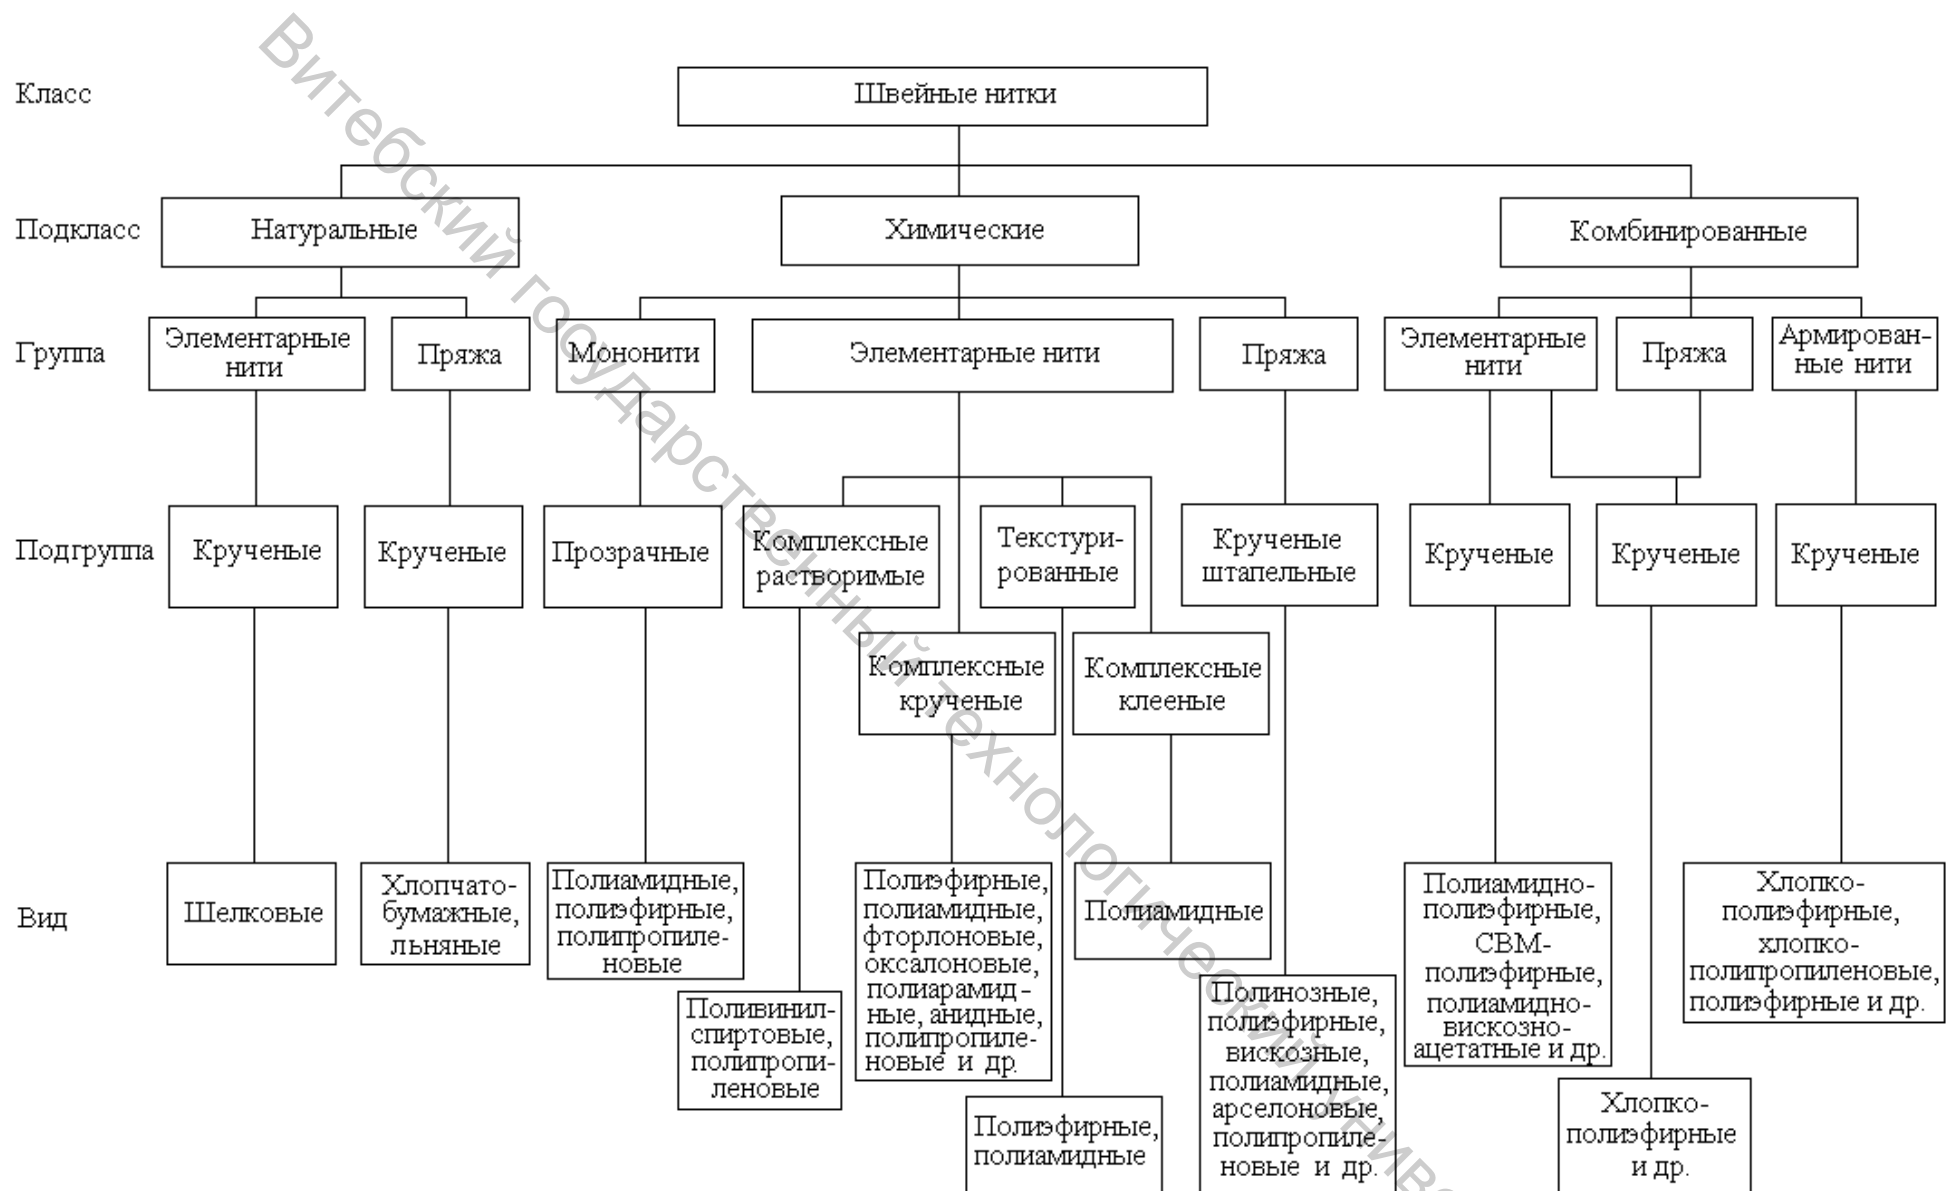 Класс
Швейные нитки
Подкласс
Натуральные
Химические
Комбинированные
Группа
Элементарные
нити
Пряжа
Мононити
Элементарные нити
Пряжа
Элементарные
нити
Пряжа
Армирован-
ные нити
Подгруппа
Крученые
Крученые
Прозрачные
Комплексные
растворимые
Текстури-
рованные
Крученые
штапельные
Крученые
Крученые
Крученые
Комплексные
крученые
Комплексные
клееные
Вид
Шелковые
Хлопчато-
бумажные,
льняные
Полиамидные,
полиэфирные,
полипропиле-
новые
Поливинил-
спиртовые,
полипропи-
леновые
Полиэфирные,
полиамидные,
фторлоновые,
оксалоновые,
полиарамид-
ные, анидные,
полипропиле-
новые и др.
Полиэфирные,
полиамидные
Полиамидные
Полинозные,
полиэфирные,
вискозные,
полиамидные,
арселоновые,
полипропиле-
новые и др.
Полиамидно-
полиэфирные,
СВМ-
полиэфирные,
полиамидно-
вискозно-
ацетатные и др.
Хлопко-
полиэфирные
и др.
Хлопко-
полиэфирные,
хлопко-
полипропиленовые,
полиэфирные и др.
Витебский государственный технологический универ